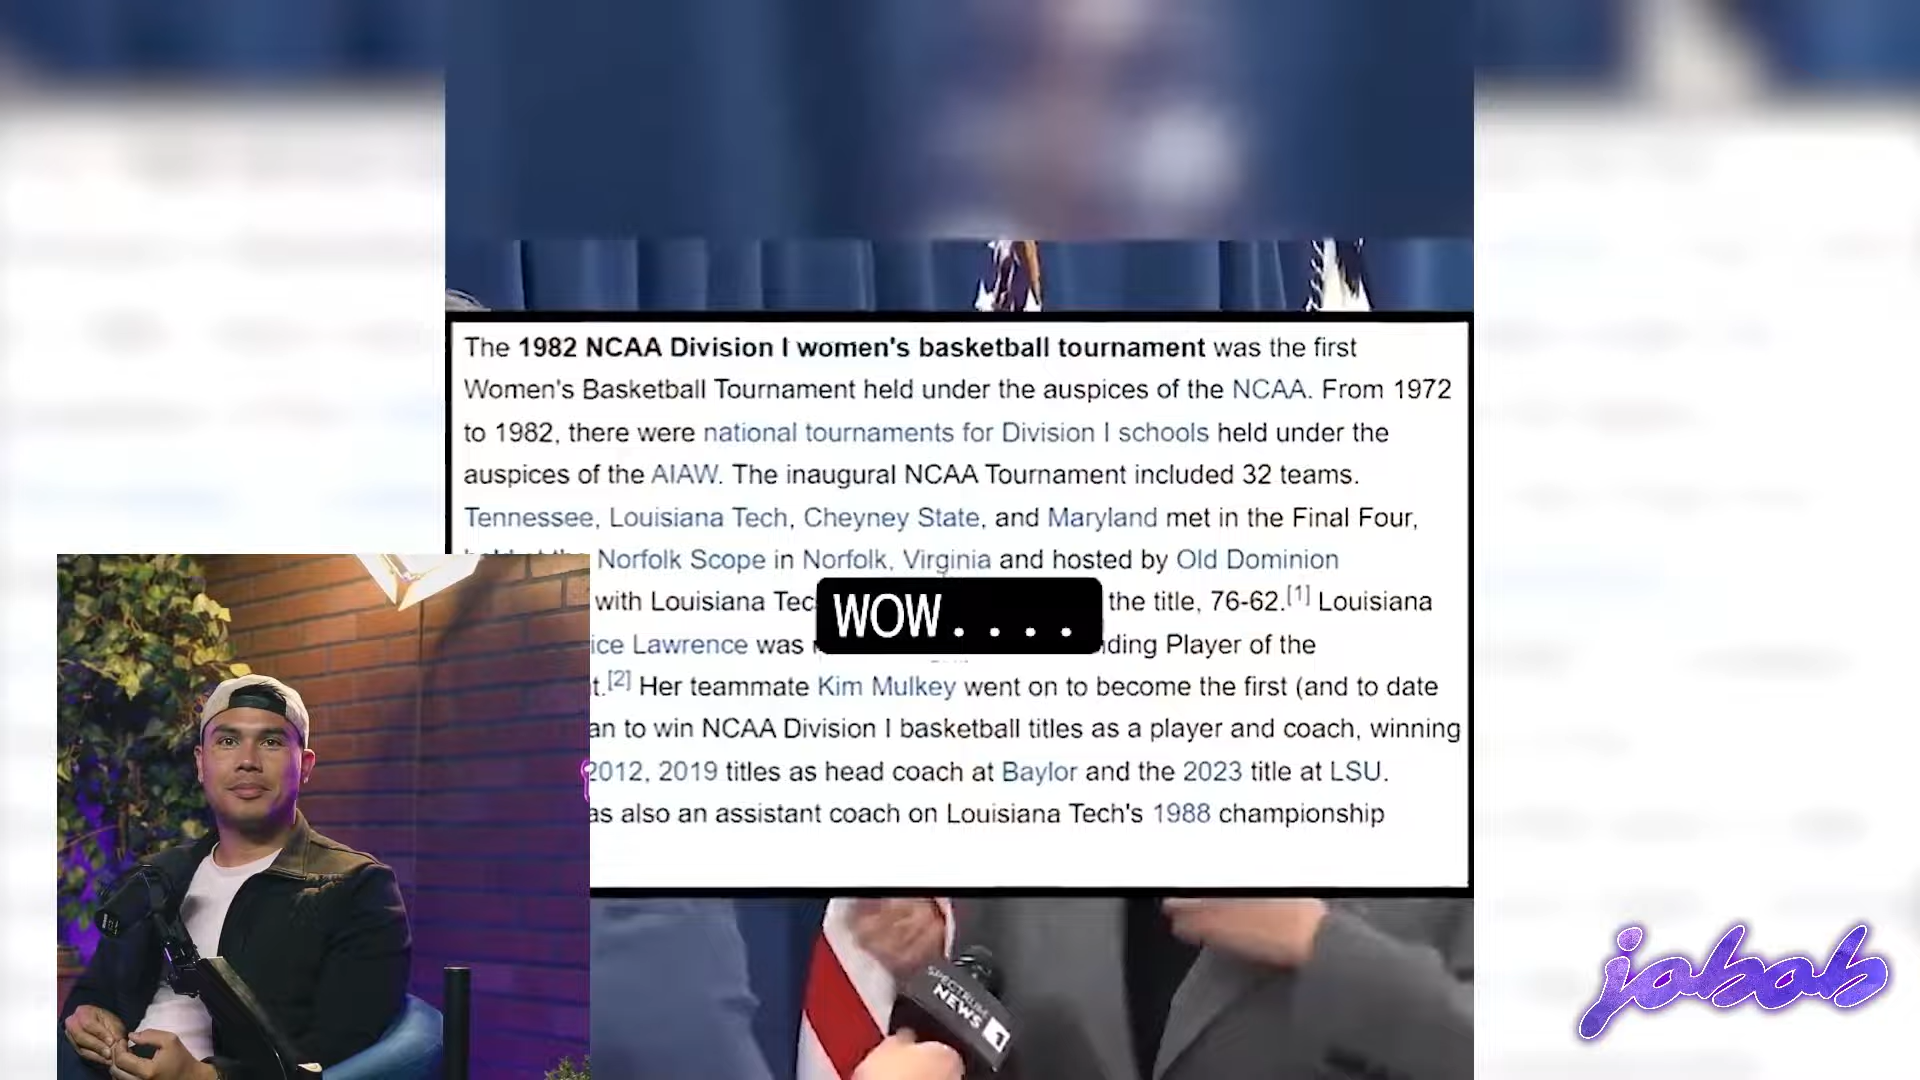 The 1982 NCAA Division I women's basketball tournament was the first
Women's Basketball Tournament held under the auspices of the NCAA. From 1972
to 1982, there were national tournaments for Division I schools held under the
auspices of the AIAW. The inaugural NCAA Tournament included 32 teams.
Tennessee, Louisiana Tech, Cheyney State, and Maryland met in the Final Four,
Norfolk Scope in Norfolk, Virginia and hosted by Old Dominion
with Louisiana Tec the title, 76-62.[1] Louisiana
ice Lawrence was ding Player of the
t.[2] Her teammate Kim Mulkey went on to become the first (and to date
an to win NCAA Division I basketball titles as a player and coach, winning
2012, 2019 titles as head coach at Baylor and the 2023 title at LSU.
as also an assistant coach on Louisiana Tech's 1988 championship
WOW....
SPECTRUM
NEWS
1
jabob